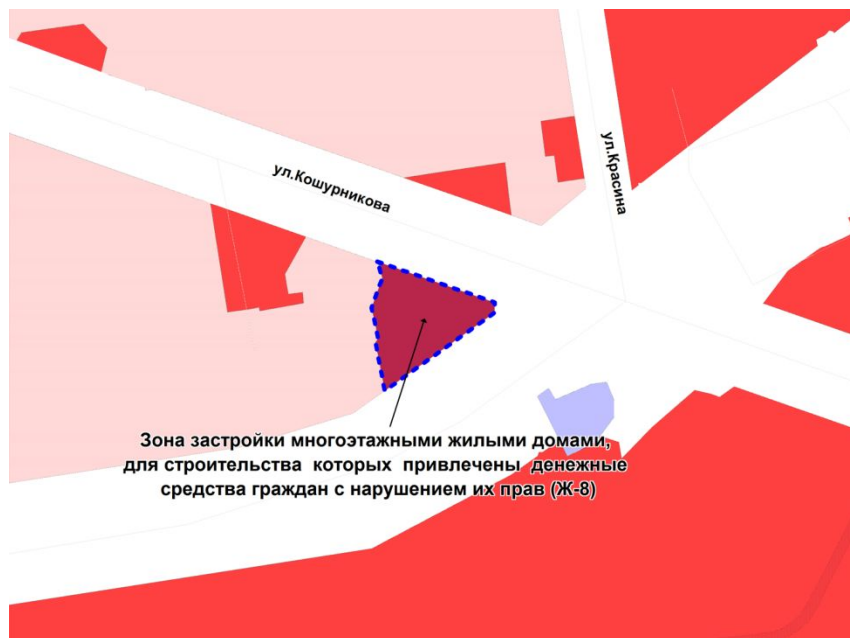 ул.Кошурникова
ул.Красина
Зона застройки многоэтажными жилыми домами,
для строительства которых привлечены денежные
средства граждан с нарушением их прав (Ж-8)